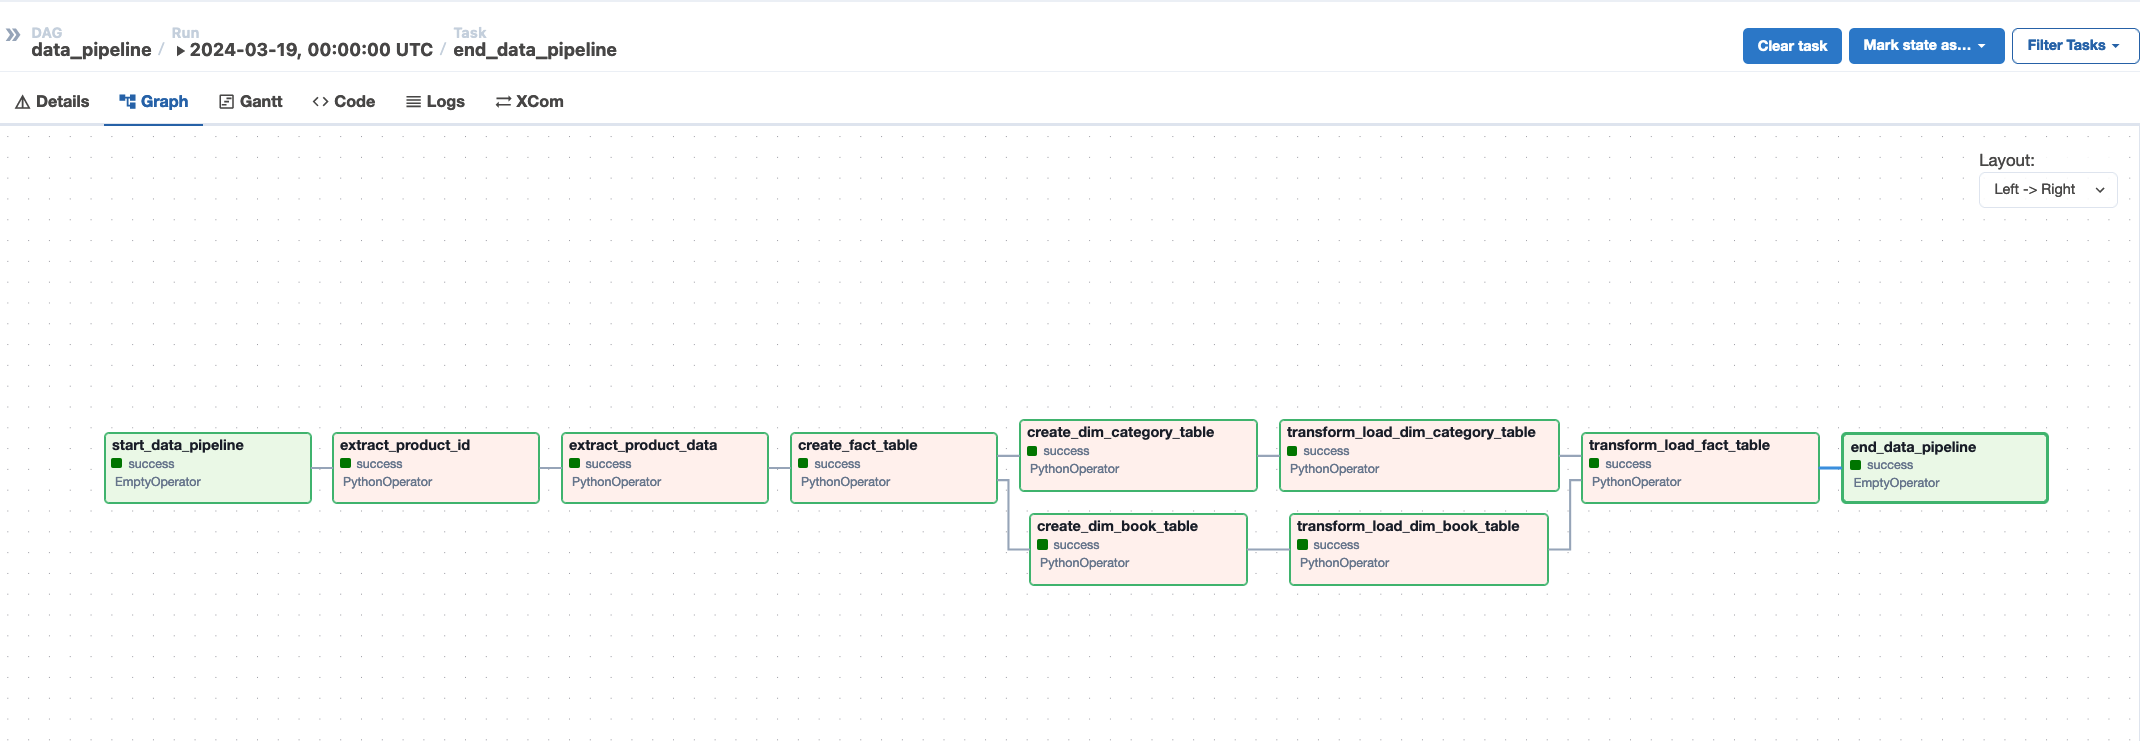 DAG
data_pipeline / Run
2024-03-19, 00:00:00 UTC / Task
end_data_pipeline
Clear task
Mark state as...
Filter Tasks
Details
Graph
Gantt
Code
Logs
XCom
Layout:
Left -> Right
start_data_pipeline
success
EmptyOperator
extract_product_id
success
PythonOperator
extract_product_data
success
PythonOperator
create_fact_table
success
PythonOperator
create_dim_category_table
success
PythonOperator
transform_load_dim_category_table
success
PythonOperator
create_dim_book_table
success
PythonOperator
transform_load_dim_book_table
success
PythonOperator
transform_load_fact_table
success
PythonOperator
end_data_pipeline
success
EmptyOperator